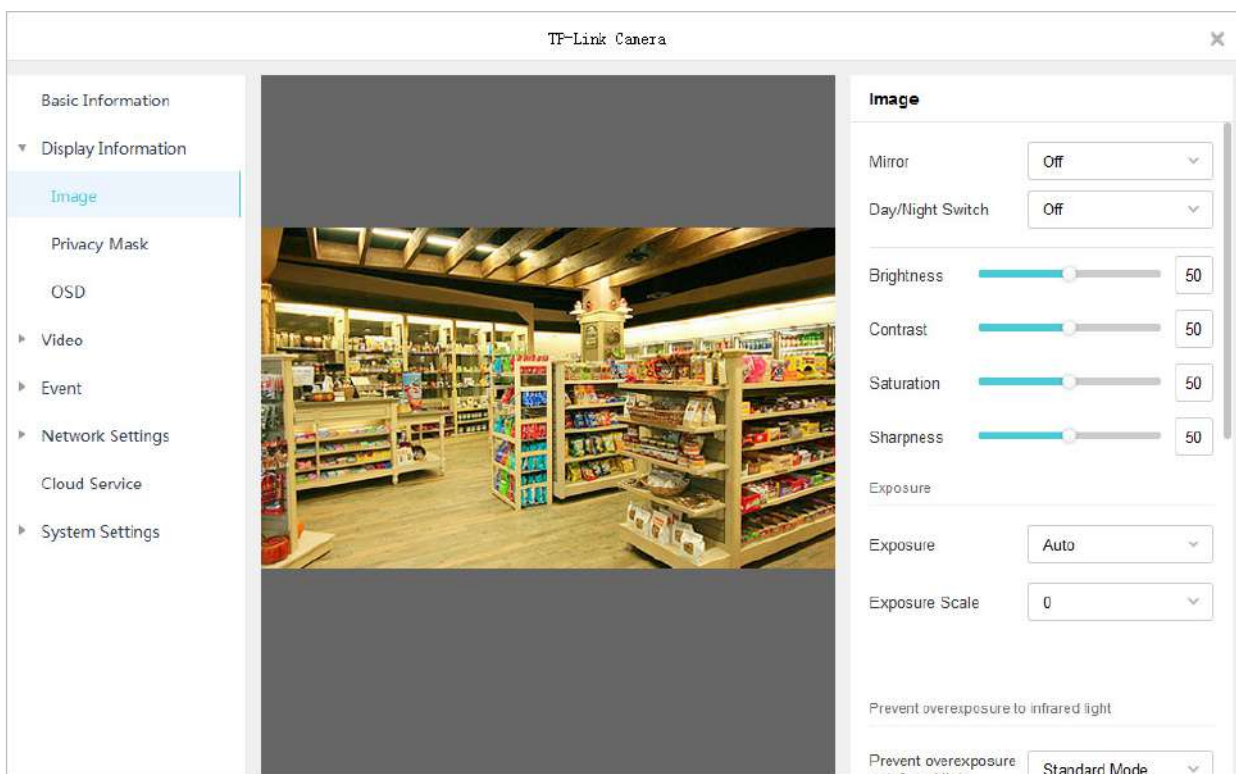 TP-Link Camera
Basic Information
Display Information
Image
Privacy Mask
OSD
Video
Event
Network Settings
Cloud Service
System Settings
Image
Mirror Off
Day/Night Switch Off
Brightness 50
Contrast 50
Saturation 50
Sharpness 50
Exposure
Exposure Auto
Exposure Scale 0
Prevent overexposure to infrared light
Prevent overexposure Standard Mode